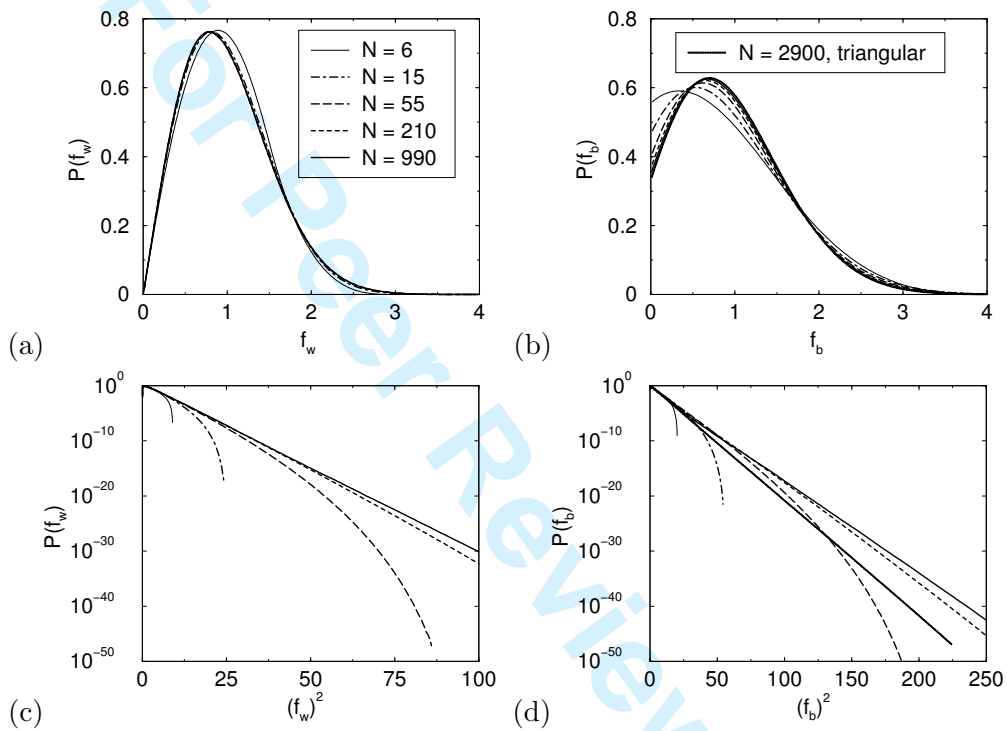 For Peer Review
0.8
0.6
0.4
0.2
0
P(f_w)
N = 6
N = 15
N = 55
N = 210
N = 990
0 1 2 3 4
f_w
(a)
0.8
0.6
0.4
0.2
0
P(f_b)
N = 2900, triangular
0 1 2 3 4
f_b
(b)
10^0
10^-10
10^-20
10^-30
10^-40
10^-50
P(f_w)
0 25 50 75 100
(f_w)^2
(c)
10^0
10^-10
10^-20
10^-30
10^-40
10^-50
P(f_b)
0 50 100 150 200 250
(f_b)^2
(d)